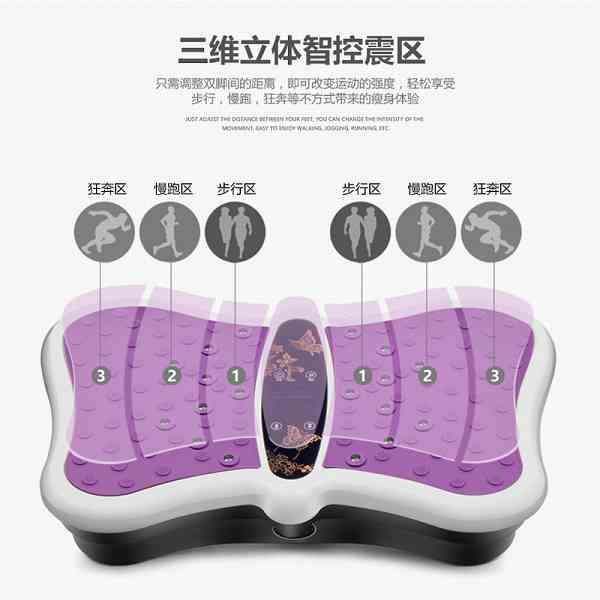 三维立体智控震区
只需调整双脚间的距离，即可改变运动的强度，轻松享受
步行，慢跑，狂奔等不方式带来的瘦身体验
JUST ADJUST THE DISTANCE BETWEEN YOUR FEET, YOU CAN CHANGE THE INTENSITY OF THE
MOVEMENT, EASY TO ENJOY WALKING, JOGGING, RUNNING, ETC.
狂奔区 慢跑区 步行区 步行区 慢跑区 狂奔区
3 2 1 1 2 3